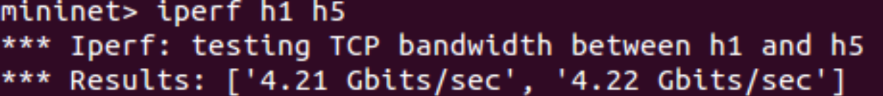 mininet> iperf h1 h5
*** Iperf: testing TCP bandwidth between h1 and h5
*** Results: ['4.21 Gbits/sec', '4.22 Gbits/sec']